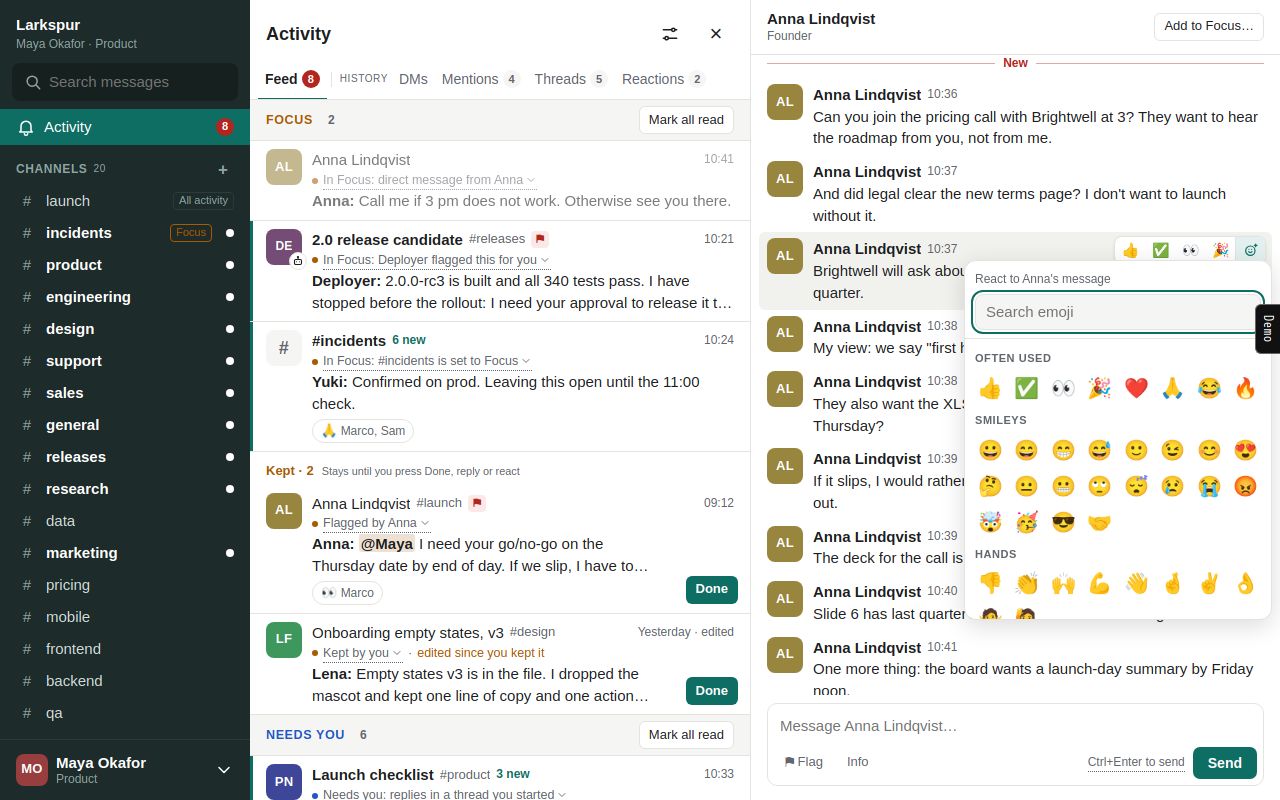 Larkspur
Maya Okafor · Product
Search messages
Activity
8
CHANNELS 20
+
# launch
All activity
# incidents
Focus
# product
# engineering
# design
# support
# sales
# general
# releases
# research
# data
# marketing
# pricing
# mobile
# frontend
# backend
# qa
MO
Maya Okafor
Product
Activity
Feed 8
HISTORY
DMs
Mentions 4
Threads 5
Reactions 2
FOCUS 2
Mark all read
AL
Anna Lindqvist
10:41
In Focus: direct message from Anna
Anna: Call me if 3 pm does not work. Otherwise see you there.
DE
2.0 release candidate #releases
10:21
In Focus: Deployer flagged this for you
Deployer: 2.0.0-rc3 is built and all 340 tests pass. I have
stopped before the rollout: I need your approval to release it t…
#
#incidents 6 new
10:24
In Focus: #incidents is set to Focus
Yuki: Confirmed on prod. Leaving this open until the 11:00
check.
Marco, Sam
Kept · 2 Stays until you press Done, reply or react
AL
Anna Lindqvist #launch
09:12
Flagged by Anna
Anna: @Maya I need your go/no-go on the
Thursday date by end of day. If we slip, I have to…
Marco
Done
LF
Onboarding empty states, v3 #design
Yesterday · edited
Kept by you · edited since you kept it
Lena: Empty states v3 is in the file. I dropped the
mascot and kept one line of copy and one action…
Done
NEEDS YOU 6
Mark all read
PN
Launch checklist #product 3 new
10:33
Needs you: replies in a thread you started
Anna Lindqvist
Founder
Add to Focus…
New
AL
Anna Lindqvist 10:36
Can you join the pricing call with Brightwell at 3? They want to hear
the roadmap from you, not from me.
AL
Anna Lindqvist 10:37
And did legal clear the new terms page? I don't want to launch
without it.
AL
Anna Lindqvist 10:37
Brightwell will ask abou
quarter.
AL
Anna Lindqvist 10:38
My view: we say "first h
AL
Anna Lindqvist 10:38
They also want the XLS
Thursday?
AL
Anna Lindqvist 10:39
If it slips, I would rather
out.
AL
Anna Lindqvist 10:39
The deck for the call is
AL
Anna Lindqvist 10:40
Slide 6 has last quarter
AL
Anna Lindqvist 10:41
One more thing: the board wants a launch-day summary by Friday
noon.
React to Anna's message
Search emoji
OFTEN USED
SMILEYS
HANDS
Demo
Message Anna Lindqvist…
Flag
Info
Ctrl+Enter to send
Send